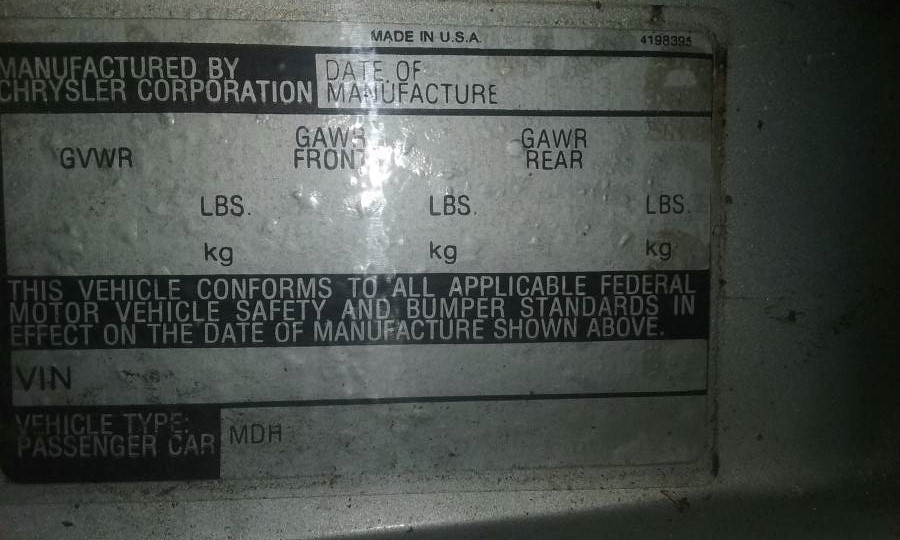 MADE IN U.S.A. 4198395
MANUFACTURED BY
CHRYSLER CORPORATION
DATE OF
MANUFACTURE
GVWR
GAWR
FRONT
GAWR
REAR
LBS. LBS. LBS.
kg kg kg
THIS VEHICLE CONFORMS TO ALL APPLICABLE FEDERAL
MOTOR VEHICLE SAFETY AND BUMPER STANDARDS IN
EFFECT ON THE DATE OF MANUFACTURE SHOWN ABOVE.
VIN
VEHICLE TYPE:
PASSENGER CAR
MDH